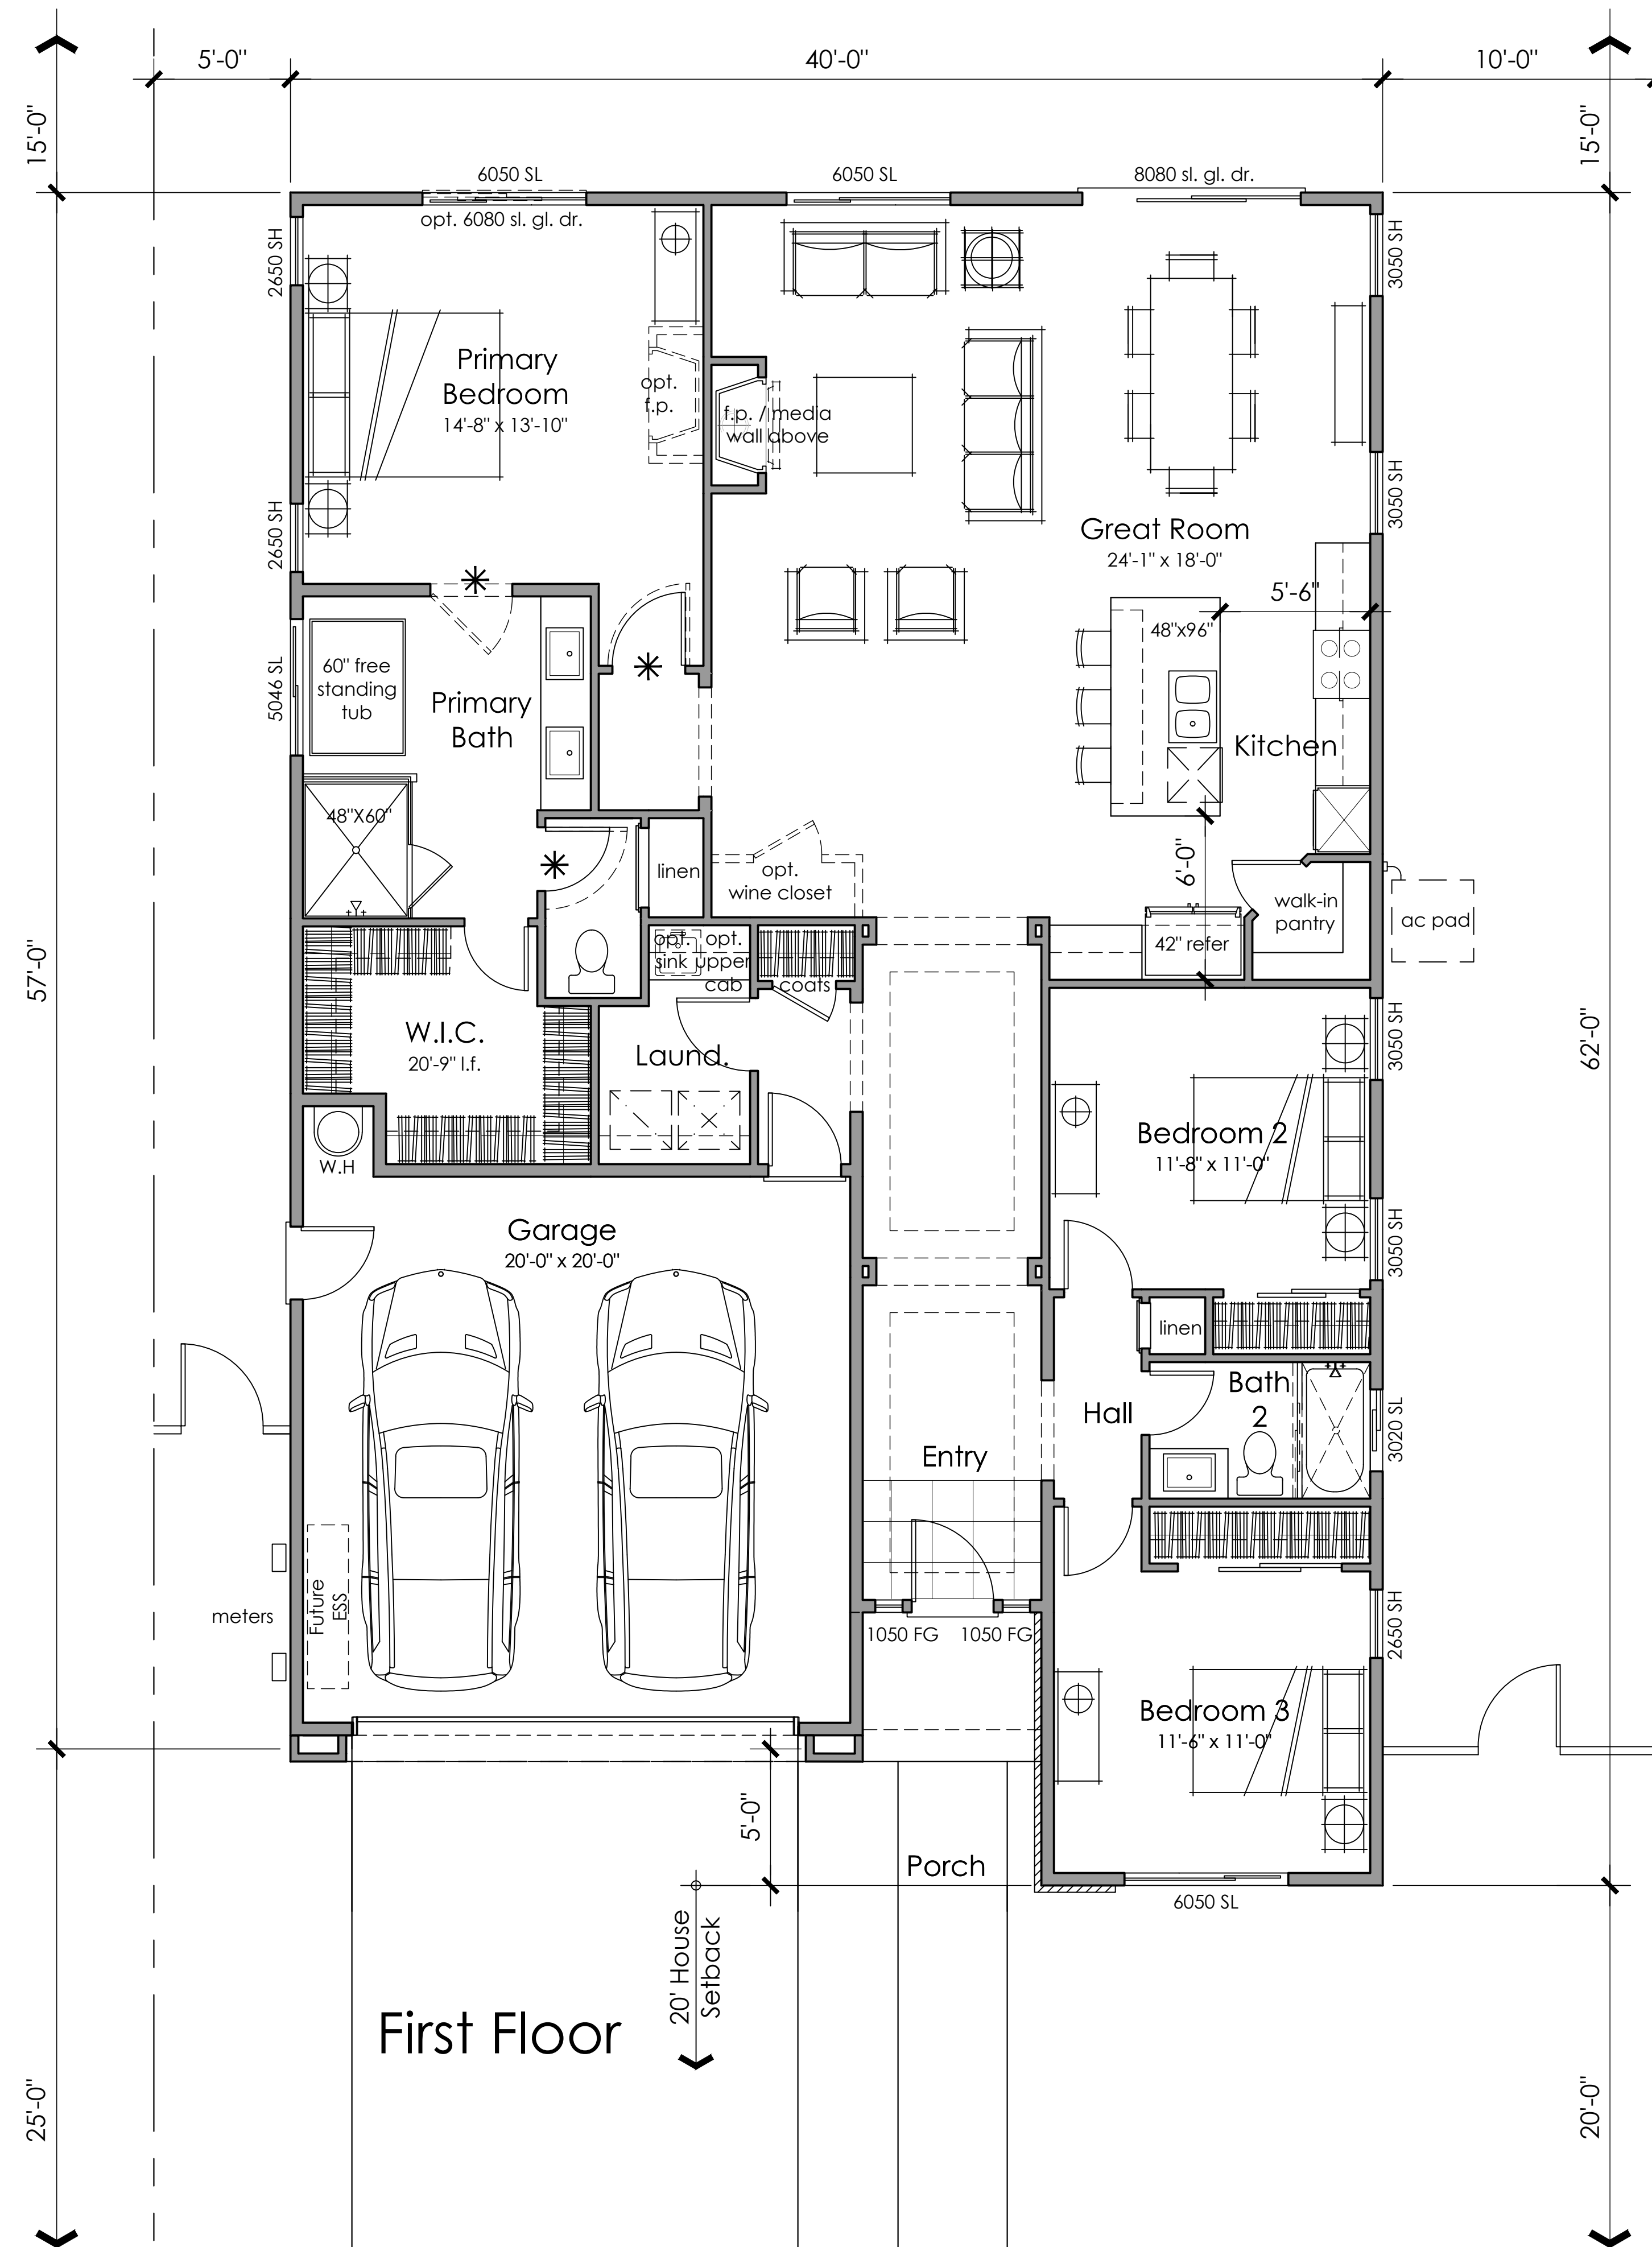 5'-0"
40'-0"
10'-0"
15'-0"
15'-0"
6050 SL
6050 SL
8080 sl. gl. dr.
opt. 6080 sl. gl. dr.
2650 SH
3050 SH
Primary
Bedroom
14'-8" x 13'-10"
opt.
f.p.
f.p. / media
wall above
2650 SH
3050 SH
Great Room
24'-1" x 18'-0"
5'-6"
48"x96"
5046 SL
60" free
standing
tub
Primary
Bath
Kitchen
48"X60"
linen
opt.
wine closet
6'-0"
walk-in
pantry
ac pad
42" refer
opt.
sink
opt.
upper
cab
coats
57'-0"
62'-0"
W.I.C.
20'-9" l.f.
Laund.
3050 SH
W.H
Bedroom 2
11'-8" x 11'-0"
Garage
20'-0" x 20'-0"
3050 SH
linen
Bath
2
Hall
3020 SL
Entry
Future
ESS
meters
1050 FG
1050 FG
2650 SH
Bedroom 3
11'-6" x 11'-0"
5'-0"
Porch
6050 SL
20' House
Setback
First Floor
25'-0"
20'-0"